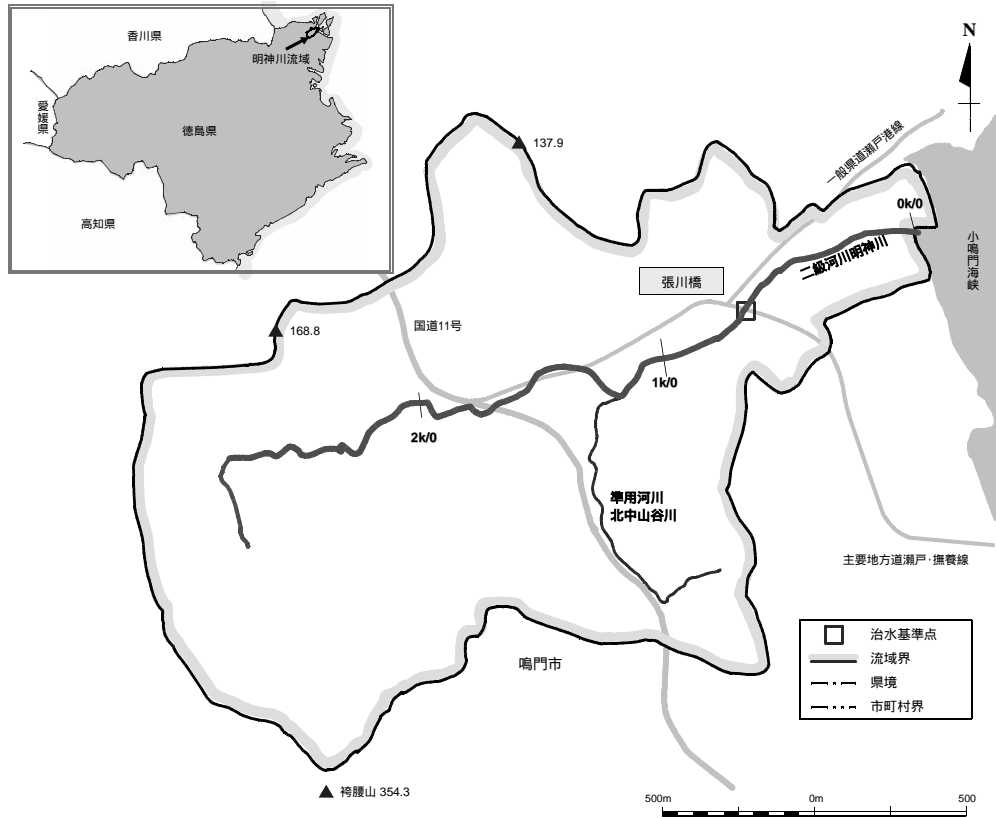 香川県
明神川流域
愛媛県
徳島県
高知県
N
137.9
一般県道瀬戸港線
0k/0
二級河川明神川
小鳴門海峡
張川橋
168.8
国道11号
1k/0
2k/0
準用河川
北中山谷川
主要地方道瀬戸･撫養線
鳴門市
治水基準点
流域界
県境
市町村界
袴腰山 354.3
500m 0m 500